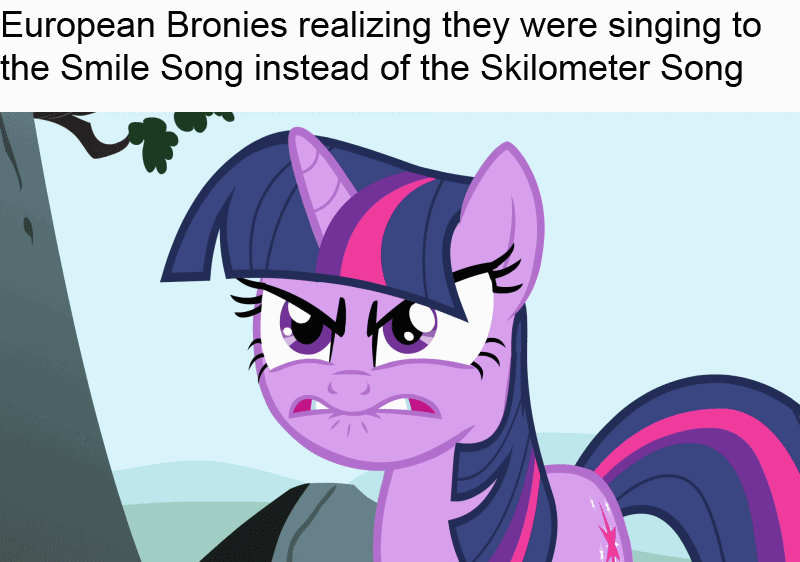 European Bronies realizing they were singing to
the Smile Song instead of the Skilometer Song